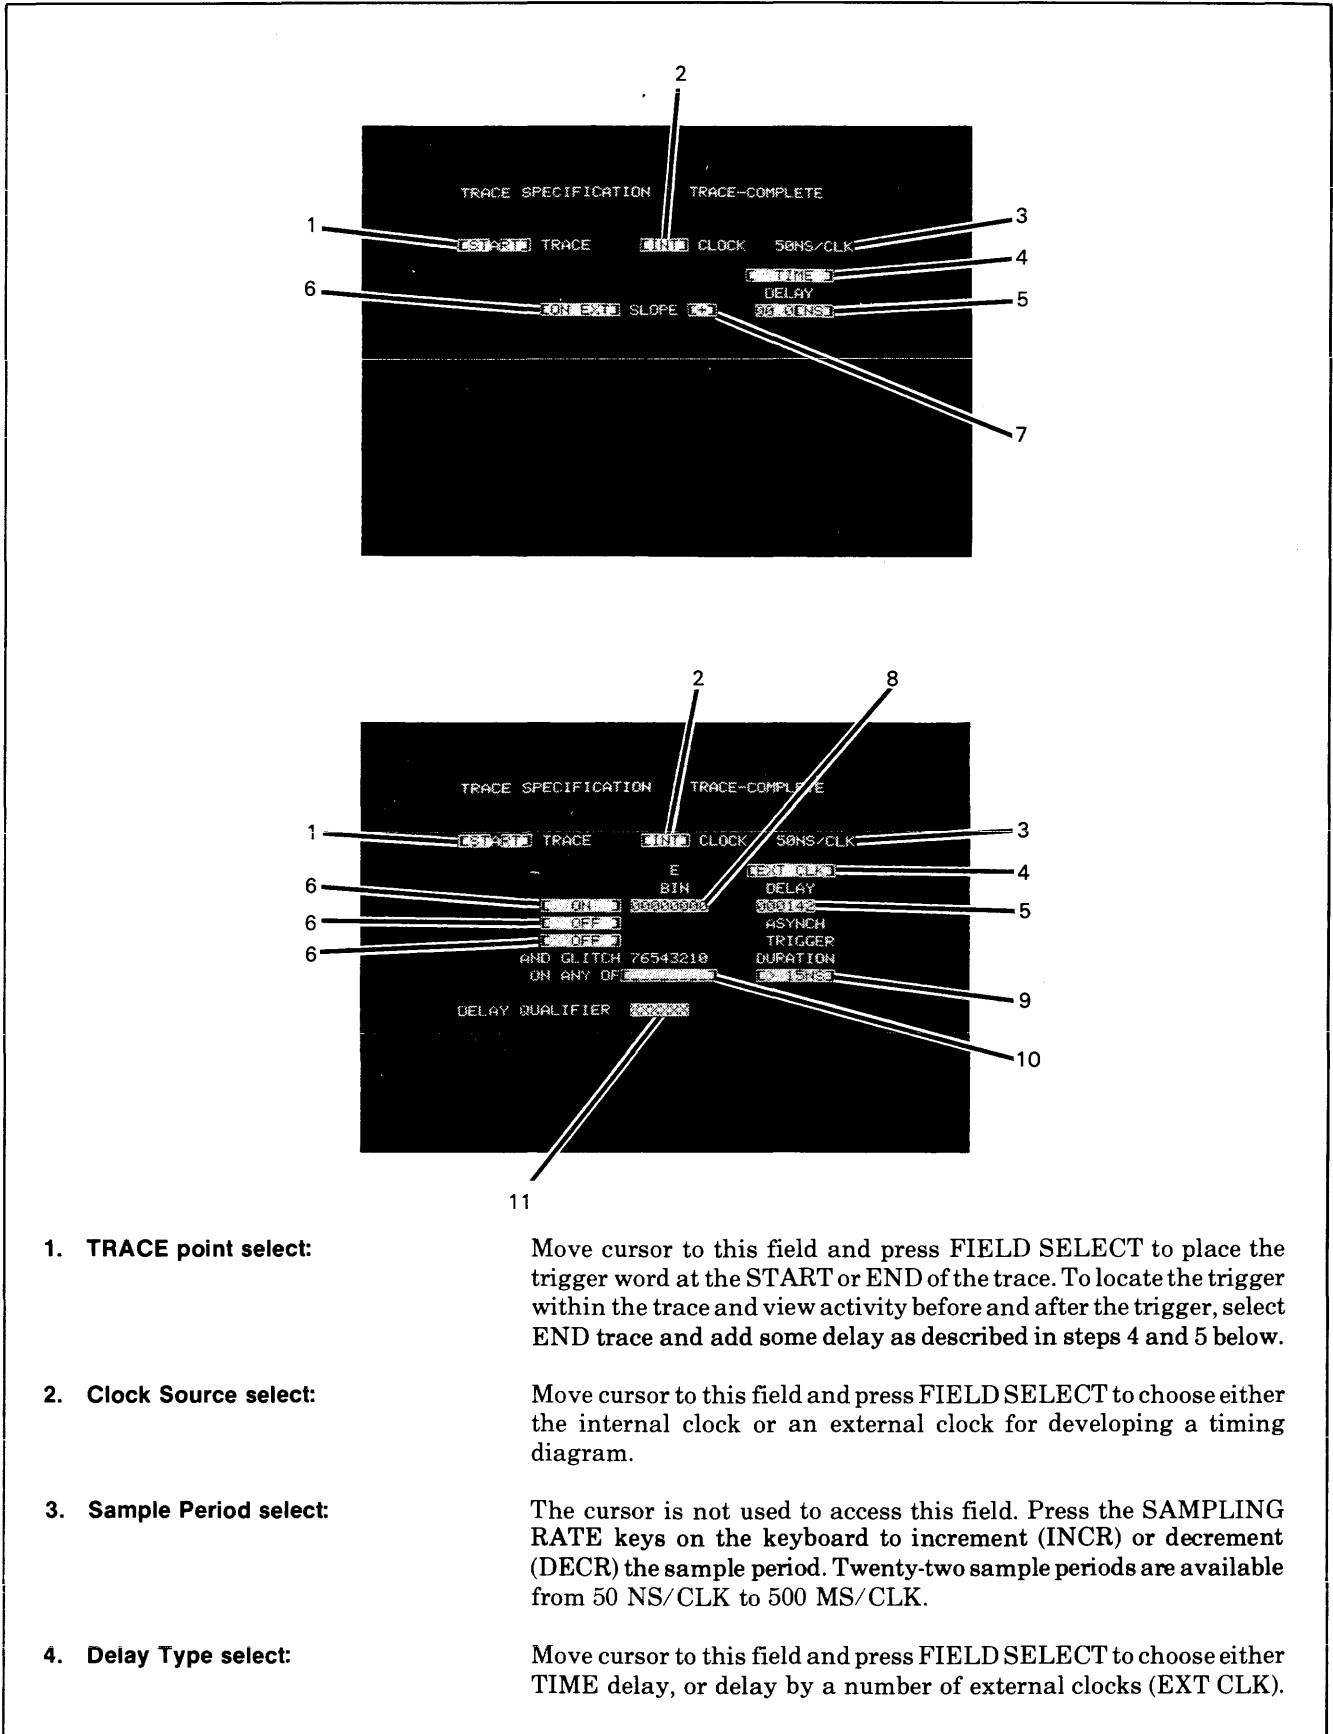 2
TRACE SPECIFICATION TRACE-COMPLETE
1 [START] TRACE [INT] CLOCK 50NS/CLK 3
[ TIME ] 4
DELAY
6 [ON EXT] SLOPE [+] 5
7
2 8
TRACE SPECIFICATION TRACE-COMPLETE
1 [START] TRACE [INT] CLOCK 50NS/CLK 3
E [EXT CLK] 4
BIN DELAY
6 [ ON ] 00000000 000142 5
6 [ OFF ] ASYNCH
6 [ OFF ] TRIGGER
AND GLITCH 76543210 DURATION
ON ANY OF [> 15NS] 9
DELAY QUALIFIER XXXXXX
10
11
1. TRACE point select: Move cursor to this field and press FIELD SELECT to place the
trigger word at the START or END of the trace. To locate the trigger
within the trace and view activity before and after the trigger, select
END trace and add some delay as described in steps 4 and 5 below.
2. Clock Source select: Move cursor to this field and press FIELD SELECT to choose either
the internal clock or an external clock for developing a timing
diagram.
3. Sample Period select: The cursor is not used to access this field. Press the SAMPLING
RATE keys on the keyboard to increment (INCR) or decrement
(DECR) the sample period. Twenty-two sample periods are available
from 50 NS/CLK to 500 MS/CLK.
4. Delay Type select: Move cursor to this field and press FIELD SELECT to choose either
TIME delay, or delay by a number of external clocks (EXT CLK).